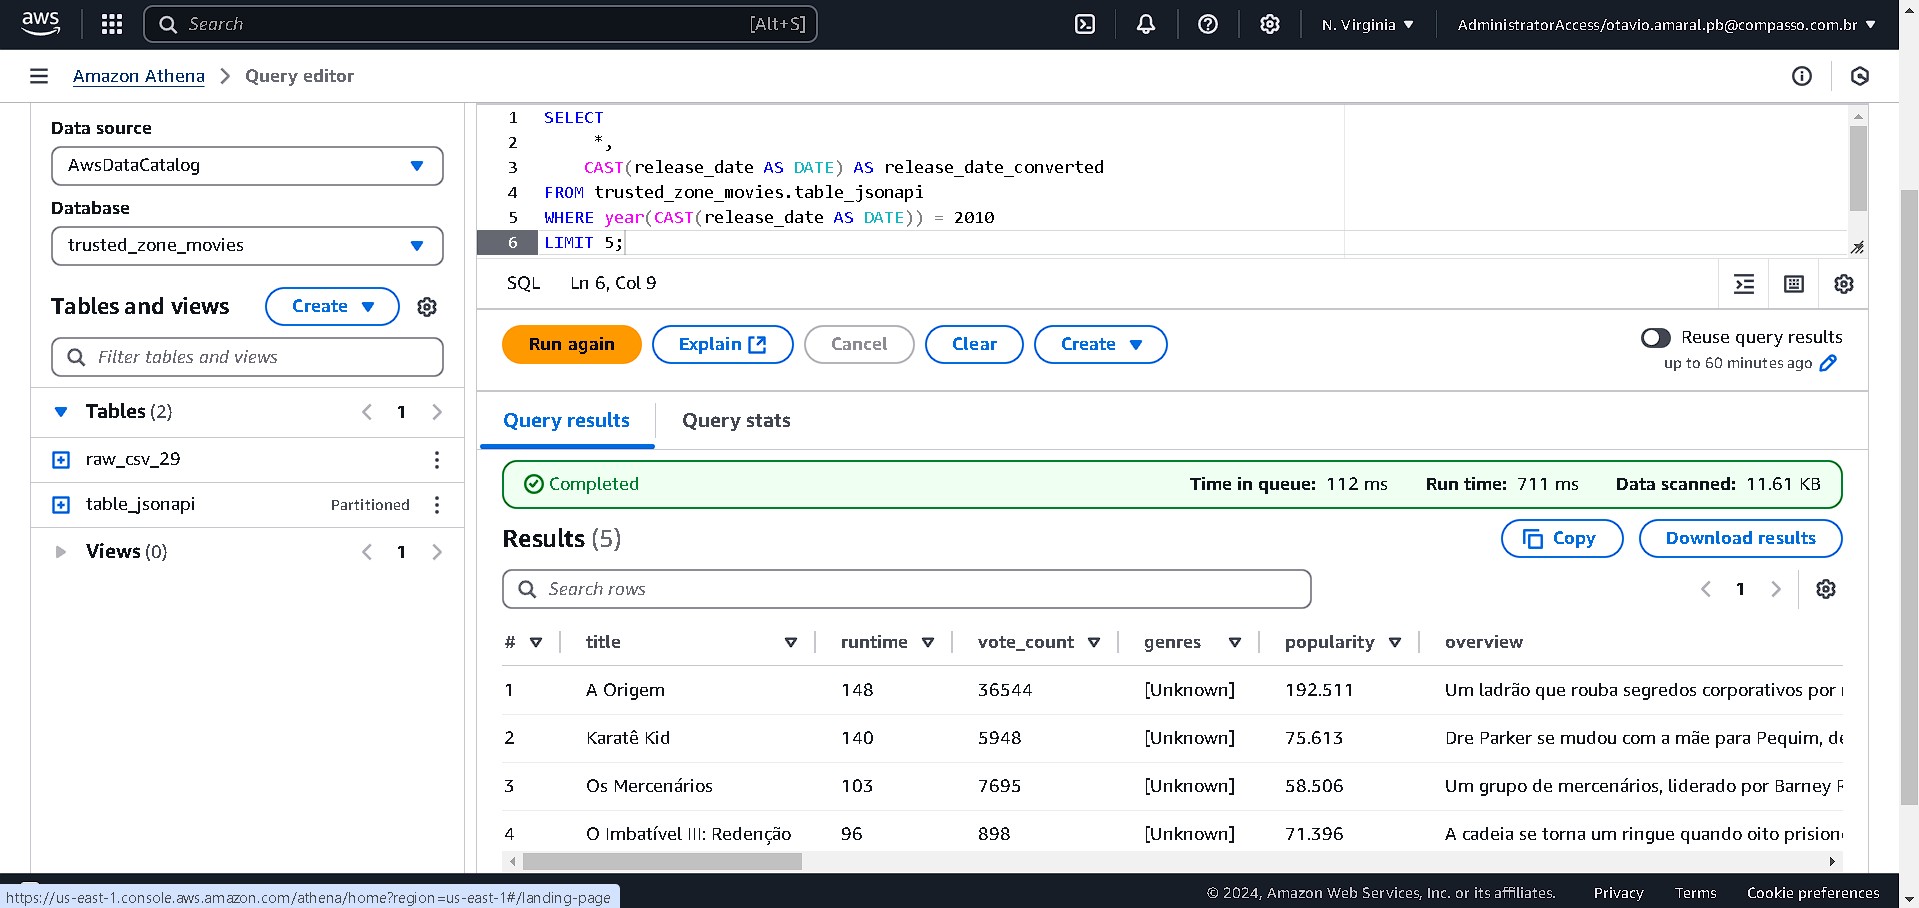 aws
Search
[Alt+S]
N. Virginia
AdministratorAccess/otavio.amaral.pb@compasso.com.br
Amazon Athena
Query editor
Data source
AwsDataCatalog
Database
trusted_zone_movies
Tables and views
Create
Filter tables and views
Tables (2)
1
raw_csv_29
table_jsonapi
Partitioned
Views (0)
1
1 SELECT
2 *,
3 CAST(release_date AS DATE) AS release_date_converted
4 FROM trusted_zone_movies.table_jsonapi
5 WHERE year(CAST(release_date AS DATE)) = 2010
6 LIMIT 5;
SQL Ln 6, Col 9
Run again
Explain
Cancel
Clear
Create
Reuse query results
up to 60 minutes ago
Query results
Query stats
Completed
Time in queue: 112 ms
Run time: 711 ms
Data scanned: 11.61 KB
Results (5)
Copy
Download results
Search rows
1
# title runtime vote_count genres popularity overview
1 A Origem 148 36544 [Unknown] 192.511 Um ladrão que rouba segredos corporativos por
2 Karatê Kid 140 5948 [Unknown] 75.613 Dre Parker se mudou com a mãe para Pequim,
3 Os Mercenários 103 7695 [Unknown] 58.506 Um grupo de mercenários, liderado por Barney
4 O Imbatível III: Redenção 96 898 [Unknown] 71.396 A cadeia se torna um ringue quando oito
https://us-east-1.console.aws.amazon.com/athena/home?region=us-east-1#/landing-page
© 2024, Amazon Web Services, Inc. or its affiliates.
Privacy
Terms
Cookie preferences